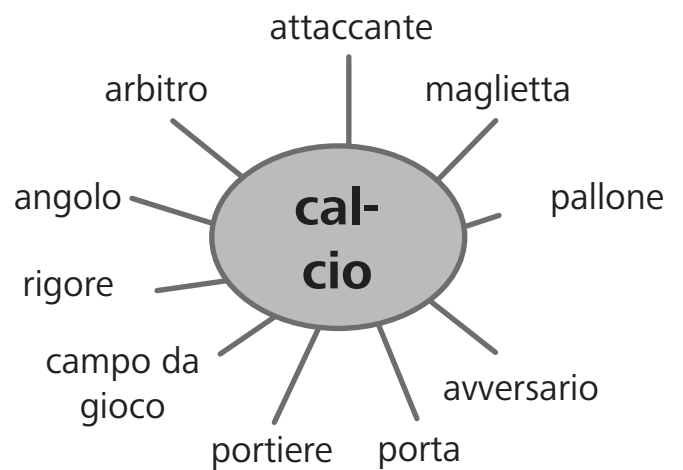 attaccante
arbitro
maglietta
angolo
cal-
cio
pallone
rigore
campo da
gioco
avversario
portiere
porta